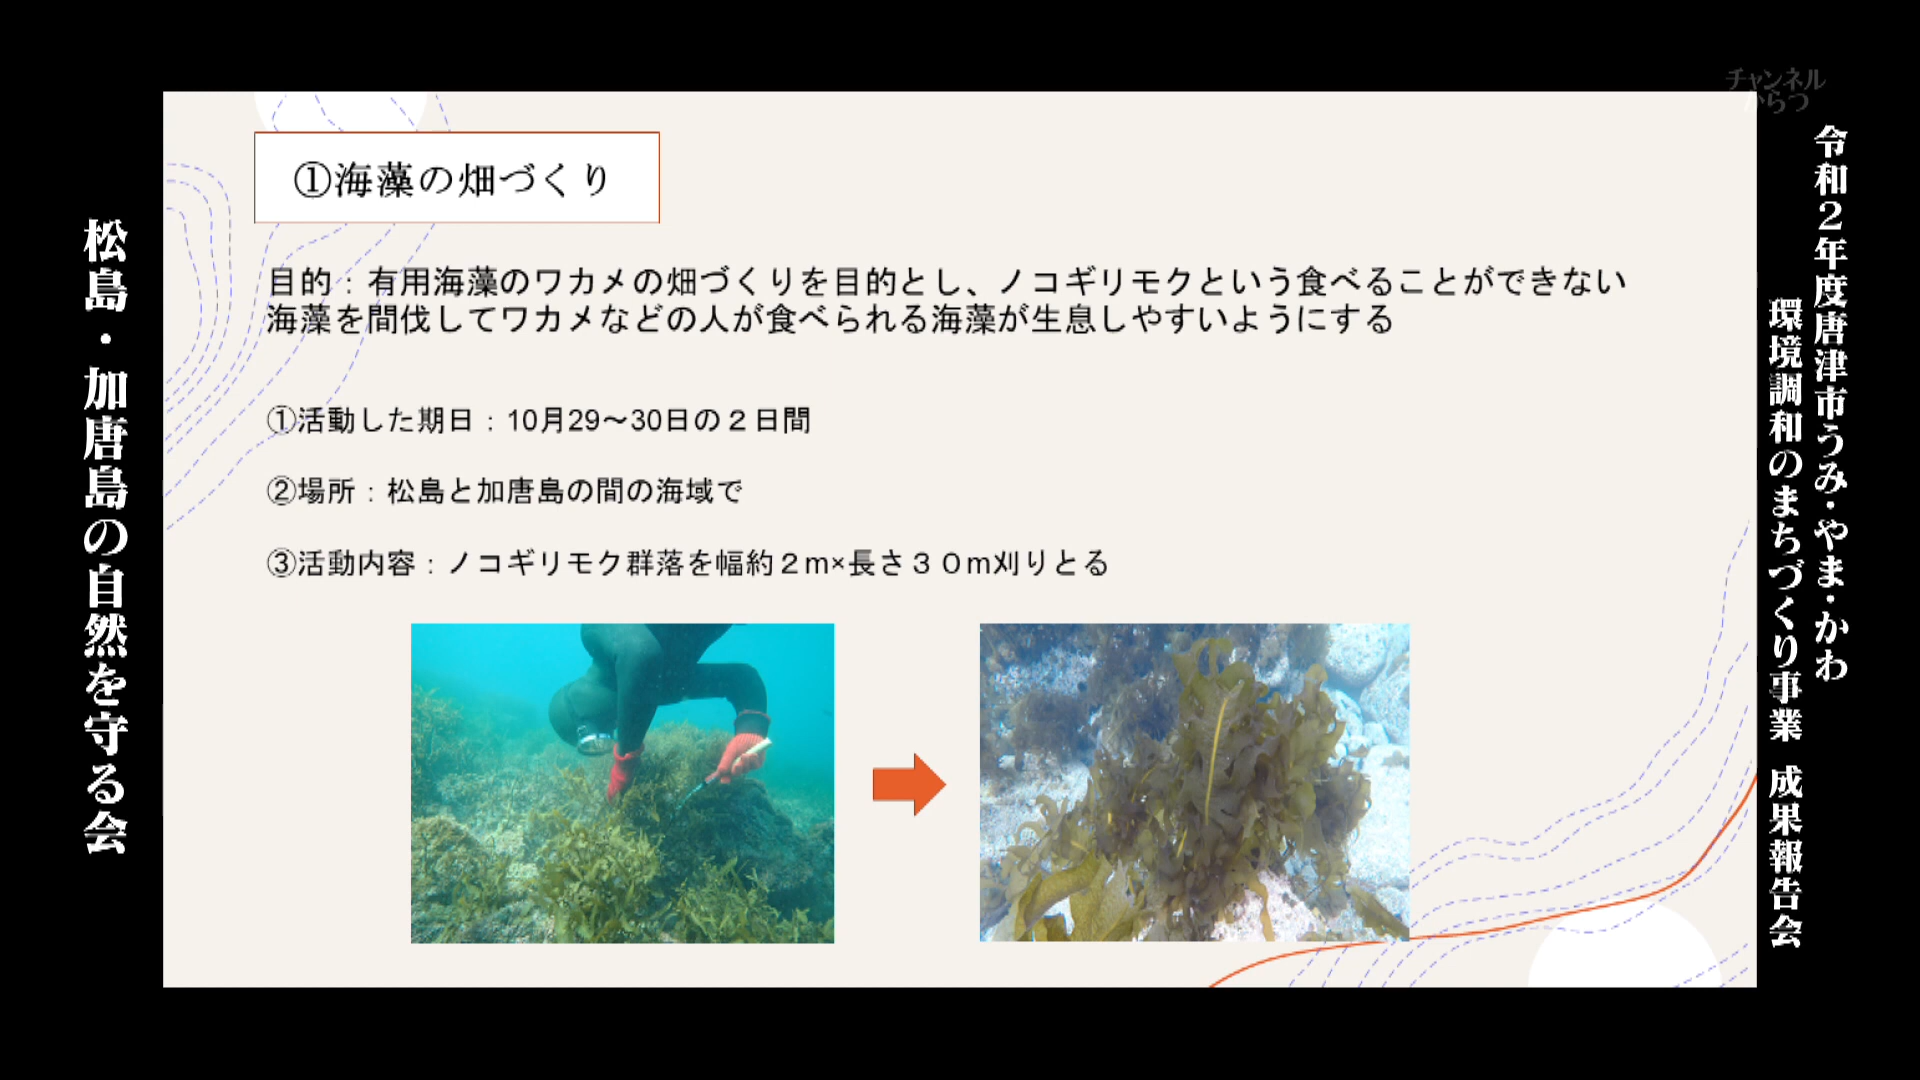 チャンネル
からつ
令和２年度唐津市うみ・やま・かわ
環境調和のまちづくり事業 成果報告会
松島・加唐島の自然を守る会
①海藻の畑づくり
目的：有用海藻のワカメの畑づくりを目的とし、ノコギリモクという食べることができない
海藻を間伐してワカメなどの人が食べられる海藻が生息しやすいようにする
①活動した期日：10月29～30日の２日間
②場所：松島と加唐島の間の海域で
③活動内容：ノコギリモク群落を幅約２m×長さ３０m刈りとる